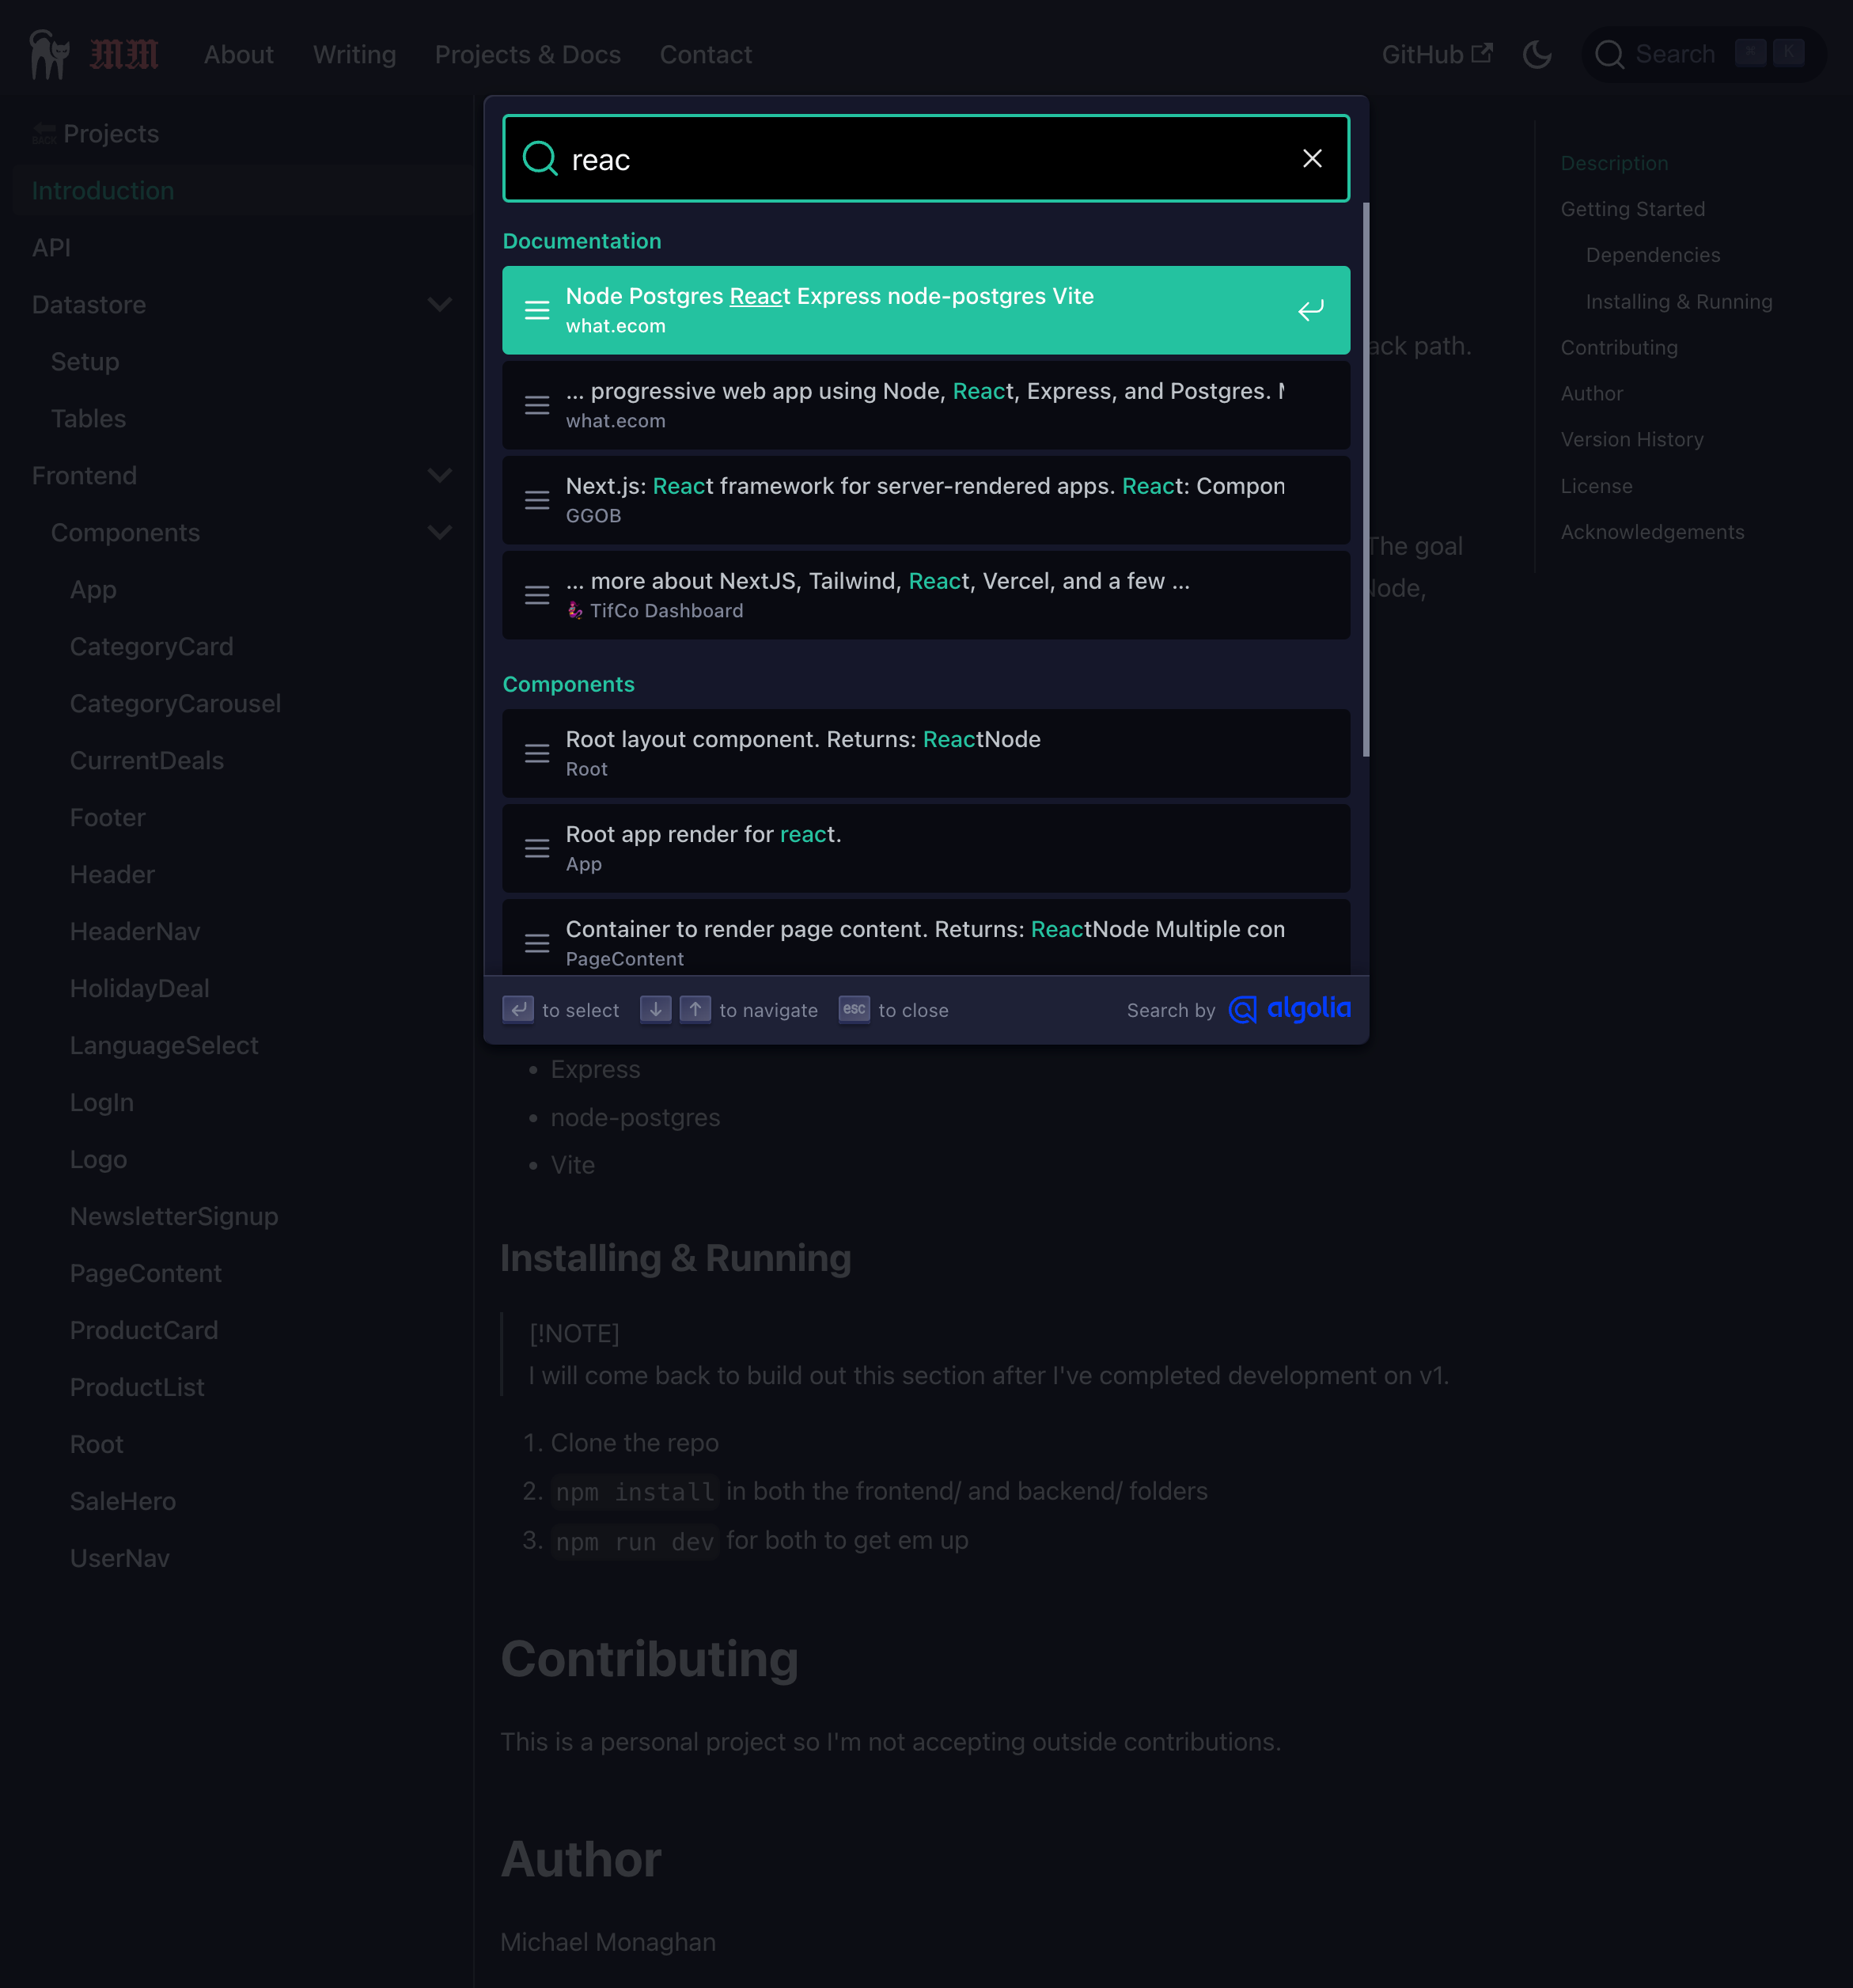 MM
About
Writing
Projects & Docs
Contact
GitHub
Search
⌘ K
BACK Projects
Introduction
API
Datastore
Setup
Tables
Frontend
Components
App
CategoryCard
CategoryCarousel
CurrentDeals
Footer
Header
HeaderNav
HolidayDeal
LanguageSelect
LogIn
Logo
NewsletterSignup
PageContent
ProductCard
ProductList
Root
SaleHero
UserNav
reac
Documentation
Node Postgres React Express node-postgres Vite
what.ecom
... progressive web app using Node, React, Express, and Postgres.
what.ecom
Next.js: React framework for server-rendered apps. React: Compon
GGOB
... more about NextJS, Tailwind, React, Vercel, and a few ...
TifCo Dashboard
Components
Root layout component. Returns: ReactNode
Root
Root app render for react.
App
Container to render page content. Returns: ReactNode Multiple con
PageContent
to select
to navigate
esc to close
Search by algolia
ack path.
The goal
Node,
Express
node-postgres
Vite
Installing & Running
[!NOTE]
I will come back to build out this section after I've completed development on v1.
1. Clone the repo
2. npm install in both the frontend/ and backend/ folders
3. npm run dev for both to get em up
Contributing
This is a personal project so I'm not accepting outside contributions.
Author
Michael Monaghan
Description
Getting Started
Dependencies
Installing & Running
Contributing
Author
Version History
License
Acknowledgements